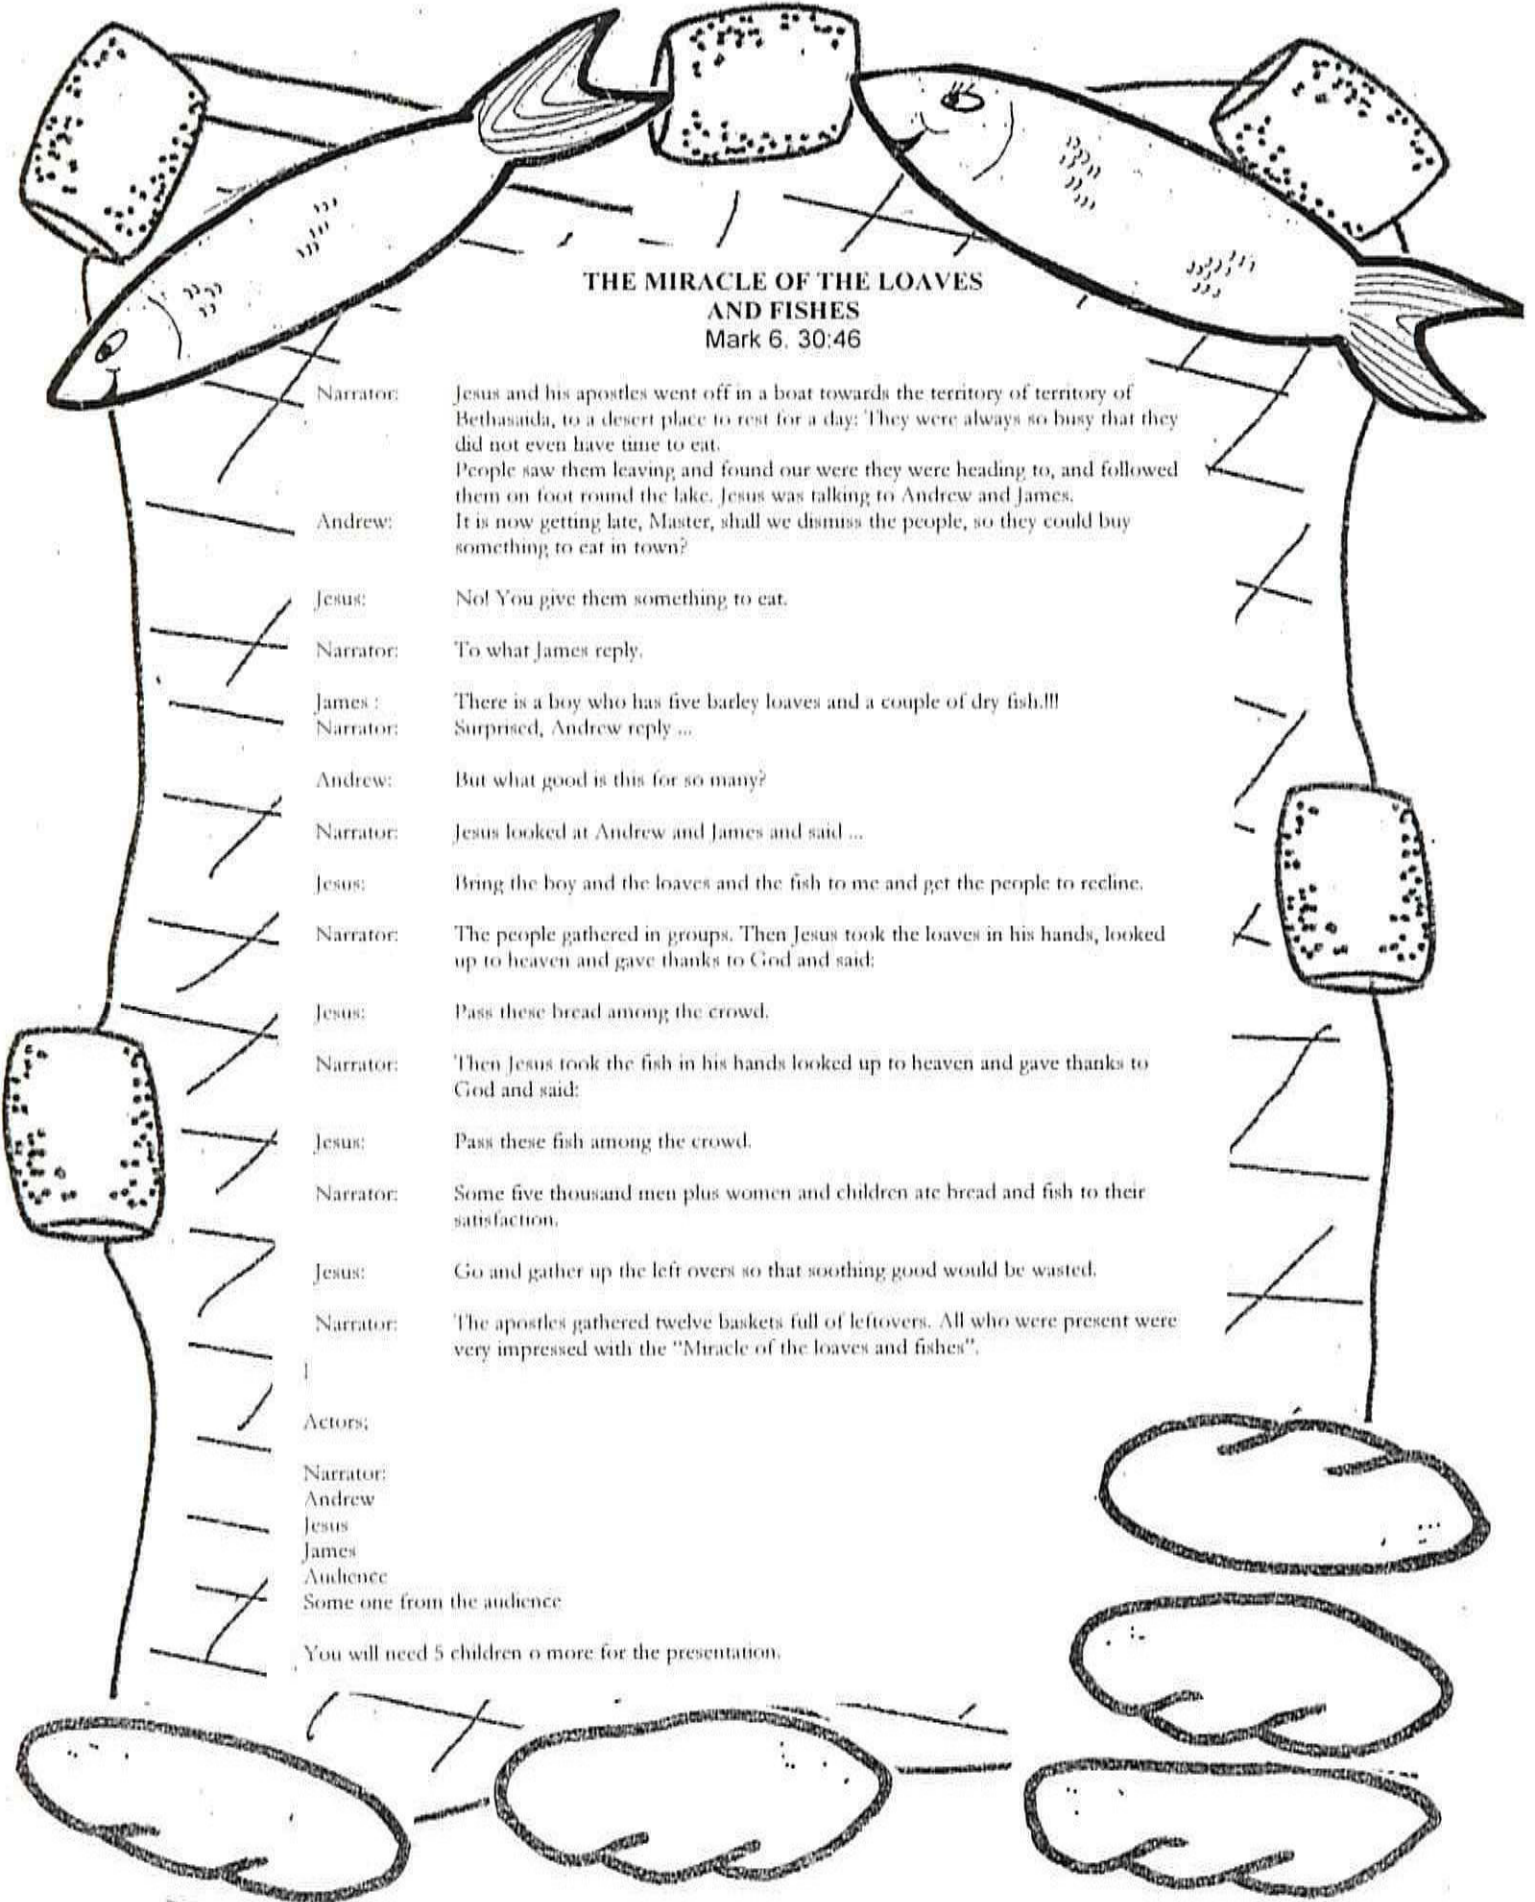 THE MIRACLE OF THE LOAVES
AND FISHES
Mark 6. 30:46
Narrator: Jesus and his apostles went off in a boat towards the territory of territory of
Bethasaida, to a desert place to rest for a day: They were always so busy that they
did not even have time to eat.
People saw them leaving and found our were they were heading to, and followed
them on foot round the lake. Jesus was talking to Andrew and James.
Andrew: It is now getting late, Master, shall we dismiss the people, so they could buy
something to eat in town?
Jesus: No! You give them something to eat.
Narrator: To what James reply.
James : There is a boy who has five barley loaves and a couple of dry fish.!!!
Narrator: Surprised, Andrew reply ...
Andrew: But what good is this for so many?
Narrator: Jesus looked at Andrew and James and said ...
Jesus: Bring the boy and the loaves and the fish to me and get the people to recline.
Narrator: The people gathered in groups. Then Jesus took the loaves in his hands, looked
up to heaven and gave thanks to God and said:
Jesus: Pass these bread among the crowd.
Narrator: Then Jesus took the fish in his hands looked up to heaven and gave thanks to
God and said:
Jesus: Pass these fish among the crowd.
Narrator: Some five thousand men plus women and children ate bread and fish to their
satisfaction.
Jesus: Go and gather up the left overs so that soothing good would be wasted.
Narrator: The apostles gathered twelve baskets full of leftovers. All who were present were
very impressed with the "Miracle of the loaves and fishes".
Actors;
Narrator:
Andrew
Jesus
James
Audience
Some one from the audience
You will need 5 children o more for the presentation.